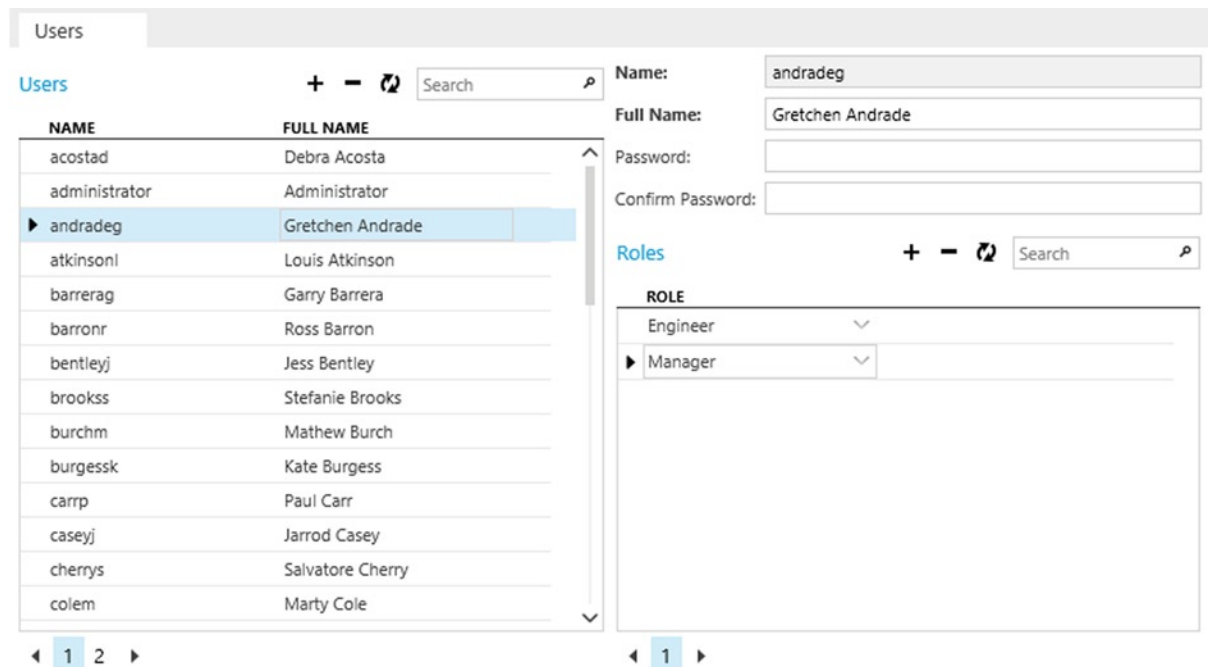 Users
Users
Search
NAME FULL NAME
acostad Debra Acosta
administrator Administrator
andradeg Gretchen Andrade
atkinsonl Louis Atkinson
barrerag Garry Barrera
barronr Ross Barron
bentleyj Jess Bentley
brookss Stefanie Brooks
burchm Mathew Burch
burgessk Kate Burgess
carrp Paul Carr
caseyj Jarrod Casey
cherrys Salvatore Cherry
colem Marty Cole
1 2
Name: andradeg
Full Name: Gretchen Andrade
Password:
Confirm Password:
Roles
Search
ROLE
Engineer
Manager
1